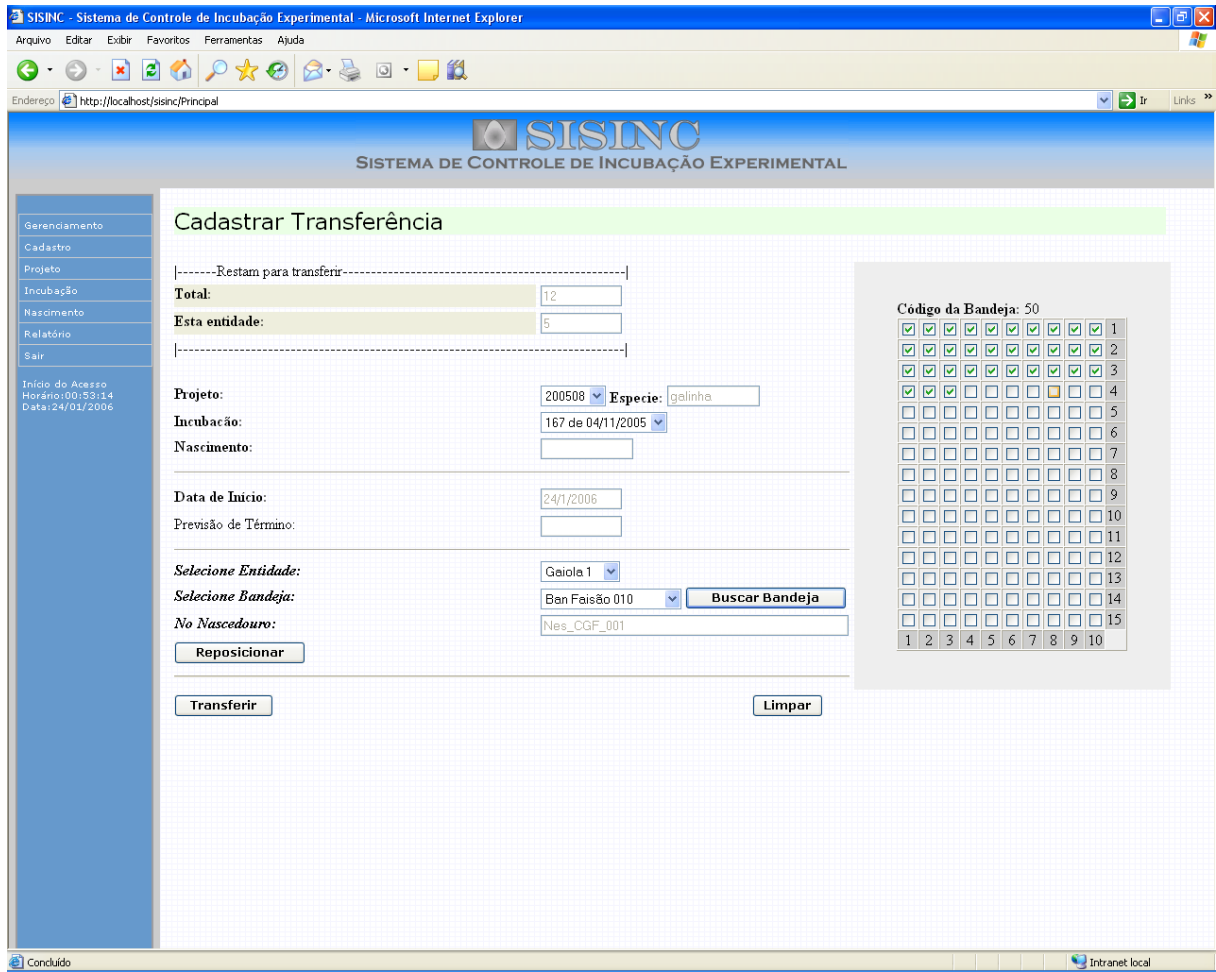 SISINC - Sistema de Controle de Incubação Experimental - Microsoft Internet Explorer
Arquivo Editar Exibir Favoritos Ferramentas Ajuda
Endereço http://localhost/sisinc/Principal Ir Links »
SISINC
SISTEMA DE CONTROLE DE INCUBAÇÃO EXPERIMENTAL
Gerenciamento
Cadastro
Projeto
Incubação
Nascimento
Relatório
Sair
Início do Acesso
Horário:00:53:14
Data:24/01/2006
Cadastrar Transferência
|-------Restam para transferir--------------------------------------------------|
Total: 12
Esta entidade: 5
|------------------------------------------------------------------------------|
Projeto: 200508 Especie: galinha
Incubacão: 167 de 04/11/2005
Nascimento:
Data de Início: 24/1/2006
Previsão de Término:
Selecione Entidade: Gaiola 1
Selecione Bandeja: Ban Faisão 010 Buscar Bandeja
No Nascedouro: Nes_CGF_001
Reposicionar
Transferir Limpar
Código da Bandeja: 50
1
2
3
4
5
6
7
8
9
10
11
12
13
14
15
1 2 3 4 5 6 7 8 9 10
Concluído Intranet local